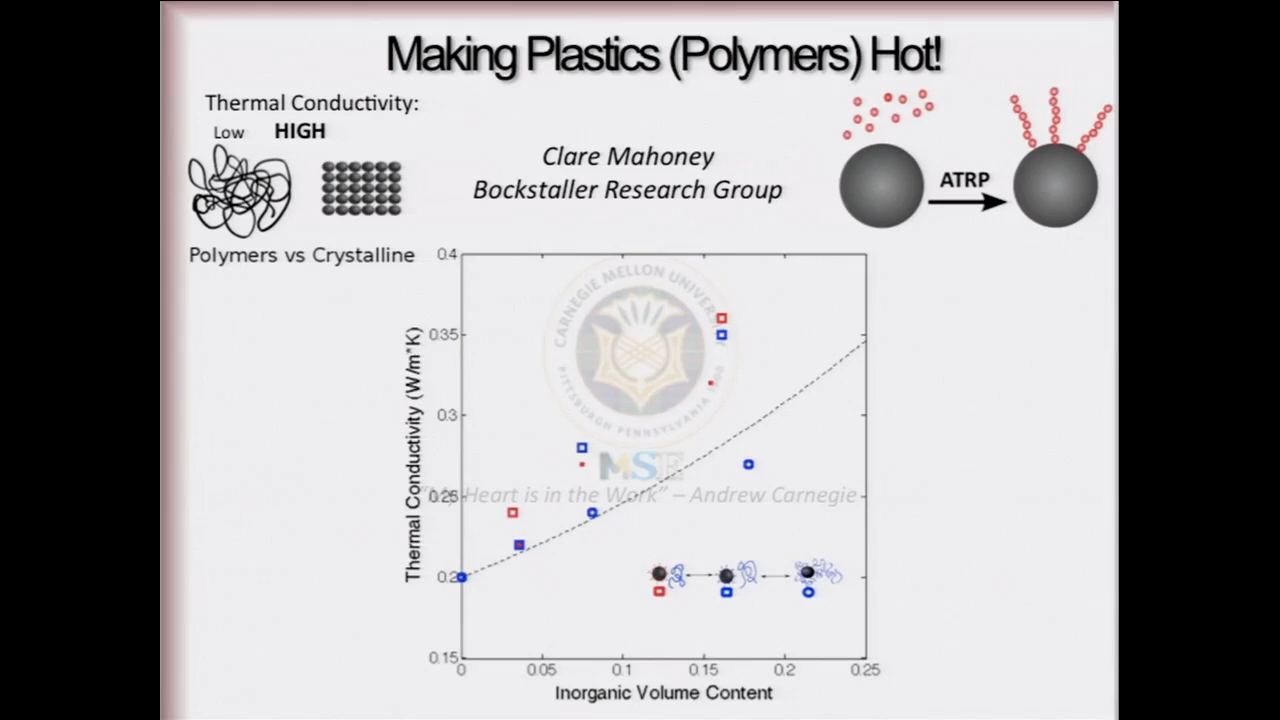 Making Plastics (Polymers) Hot!
Thermal Conductivity:
Low HIGH
Polymers vs Crystalline
Clare Mahoney
Bockstaller Research Group
ATRP
CARNEGIE MELLON UNIVERSITY
PITTSBURGH PENNSYLVANIA 1900
MSE
Heart is in the Work” – Andrew Carnegie
Thermal Conductivity (W/m*K)
0.4
0.35
0.3
0.25
0.2
0.15
0 0.05 0.1 0.15 0.2 0.25
Inorganic Volume Content